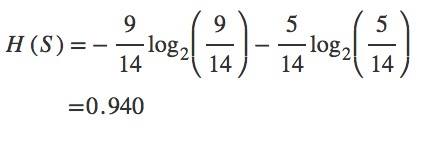 H (S) = − 9/14 log₂(9/14) − 5/14 log₂(5/14)
=0.940